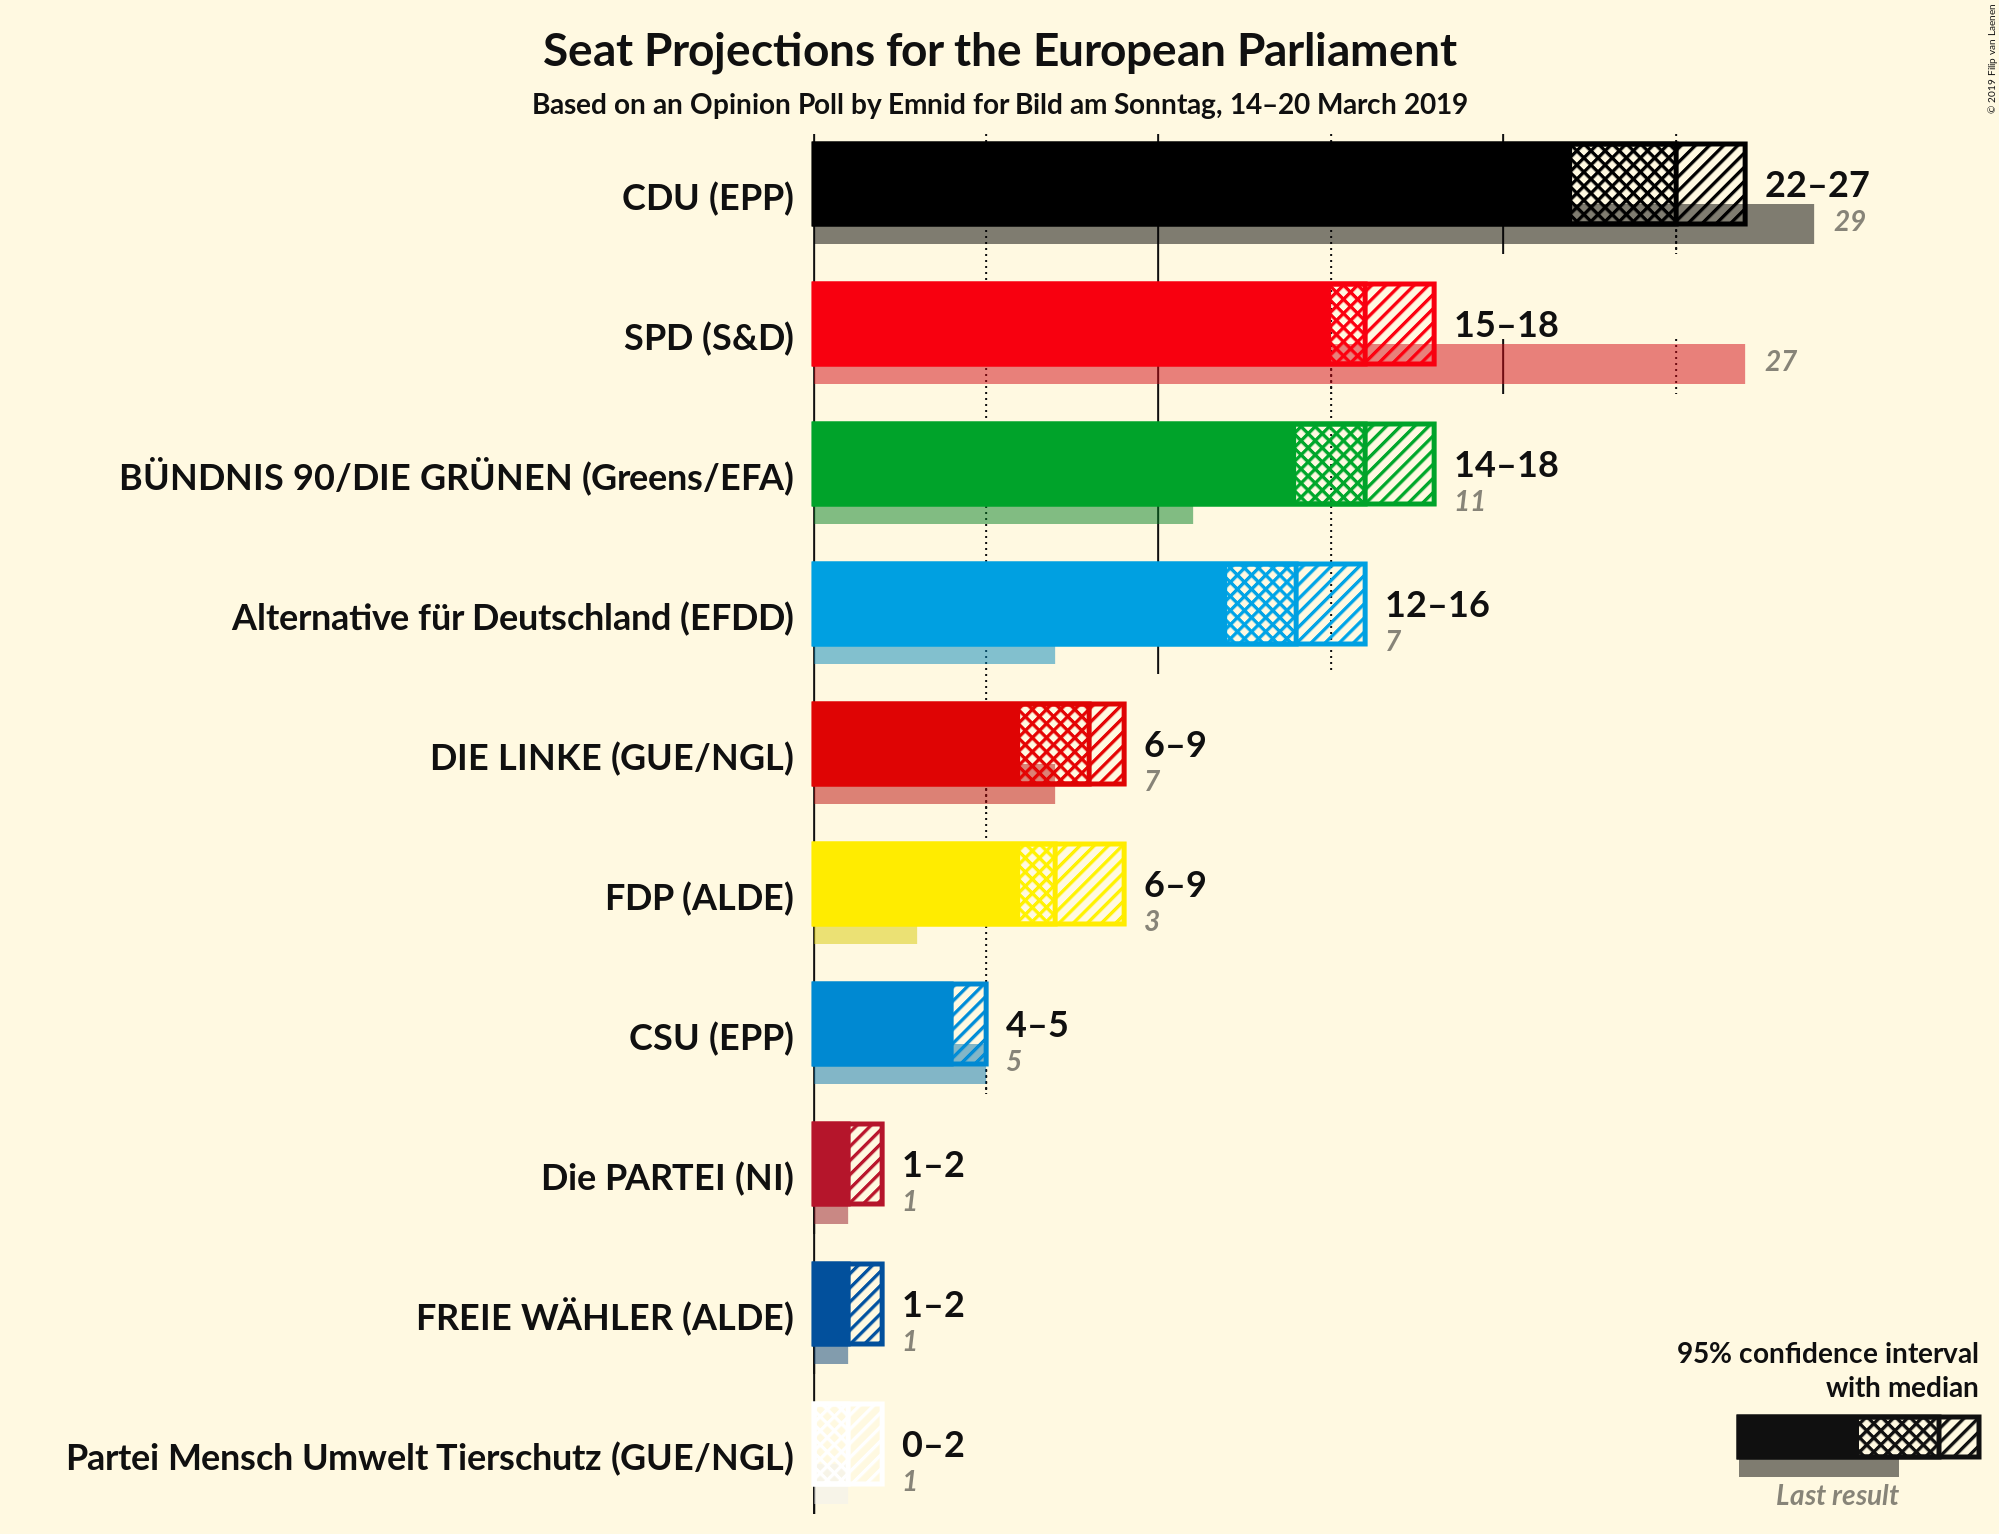 Seat Projections for the European Parliament
Based on an Opinion Poll by Emnid for Bild am Sonntag, 14–20 March 2019
© 2019 Filip van Laenen
CDU (EPP)
22–27
29
SPD (S&D)
15–18
27
BÜNDNIS 90/DIE GRÜNEN (Greens/EFA)
14–18
11
Alternative für Deutschland (EFDD)
12–16
7
DIE LINKE (GUE/NGL)
6–9
7
FDP (ALDE)
6–9
3
CSU (EPP)
4–5
5
Die PARTEI (NI)
1–2
1
FREIE WÄHLER (ALDE)
1–2
1
Partei Mensch Umwelt Tierschutz (GUE/NGL)
0–2
1
95% confidence interval
with median
Last result